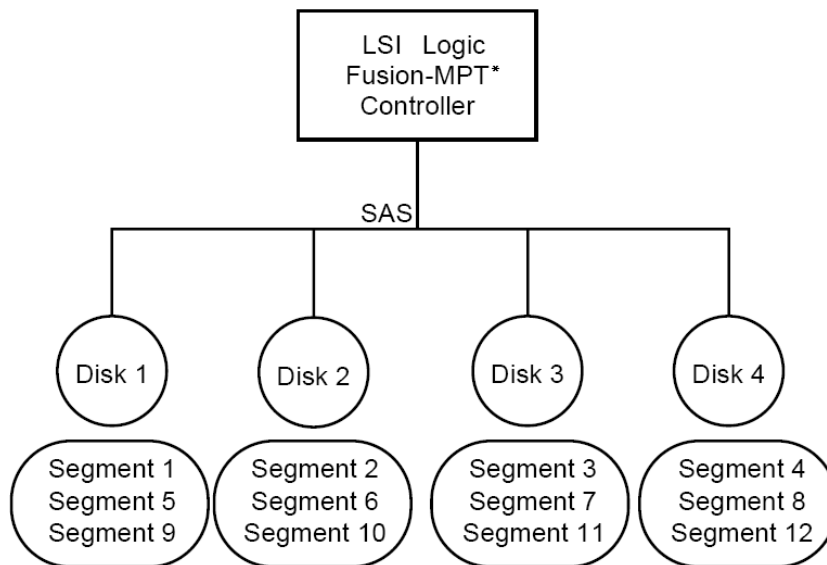 LSI Logic
Fusion-MPT*
Controller
SAS
Disk 1
Disk 2
Disk 3
Disk 4
Segment 1
Segment 5
Segment 9
Segment 2
Segment 6
Segment 10
Segment 3
Segment 7
Segment 11
Segment 4
Segment 8
Segment 12